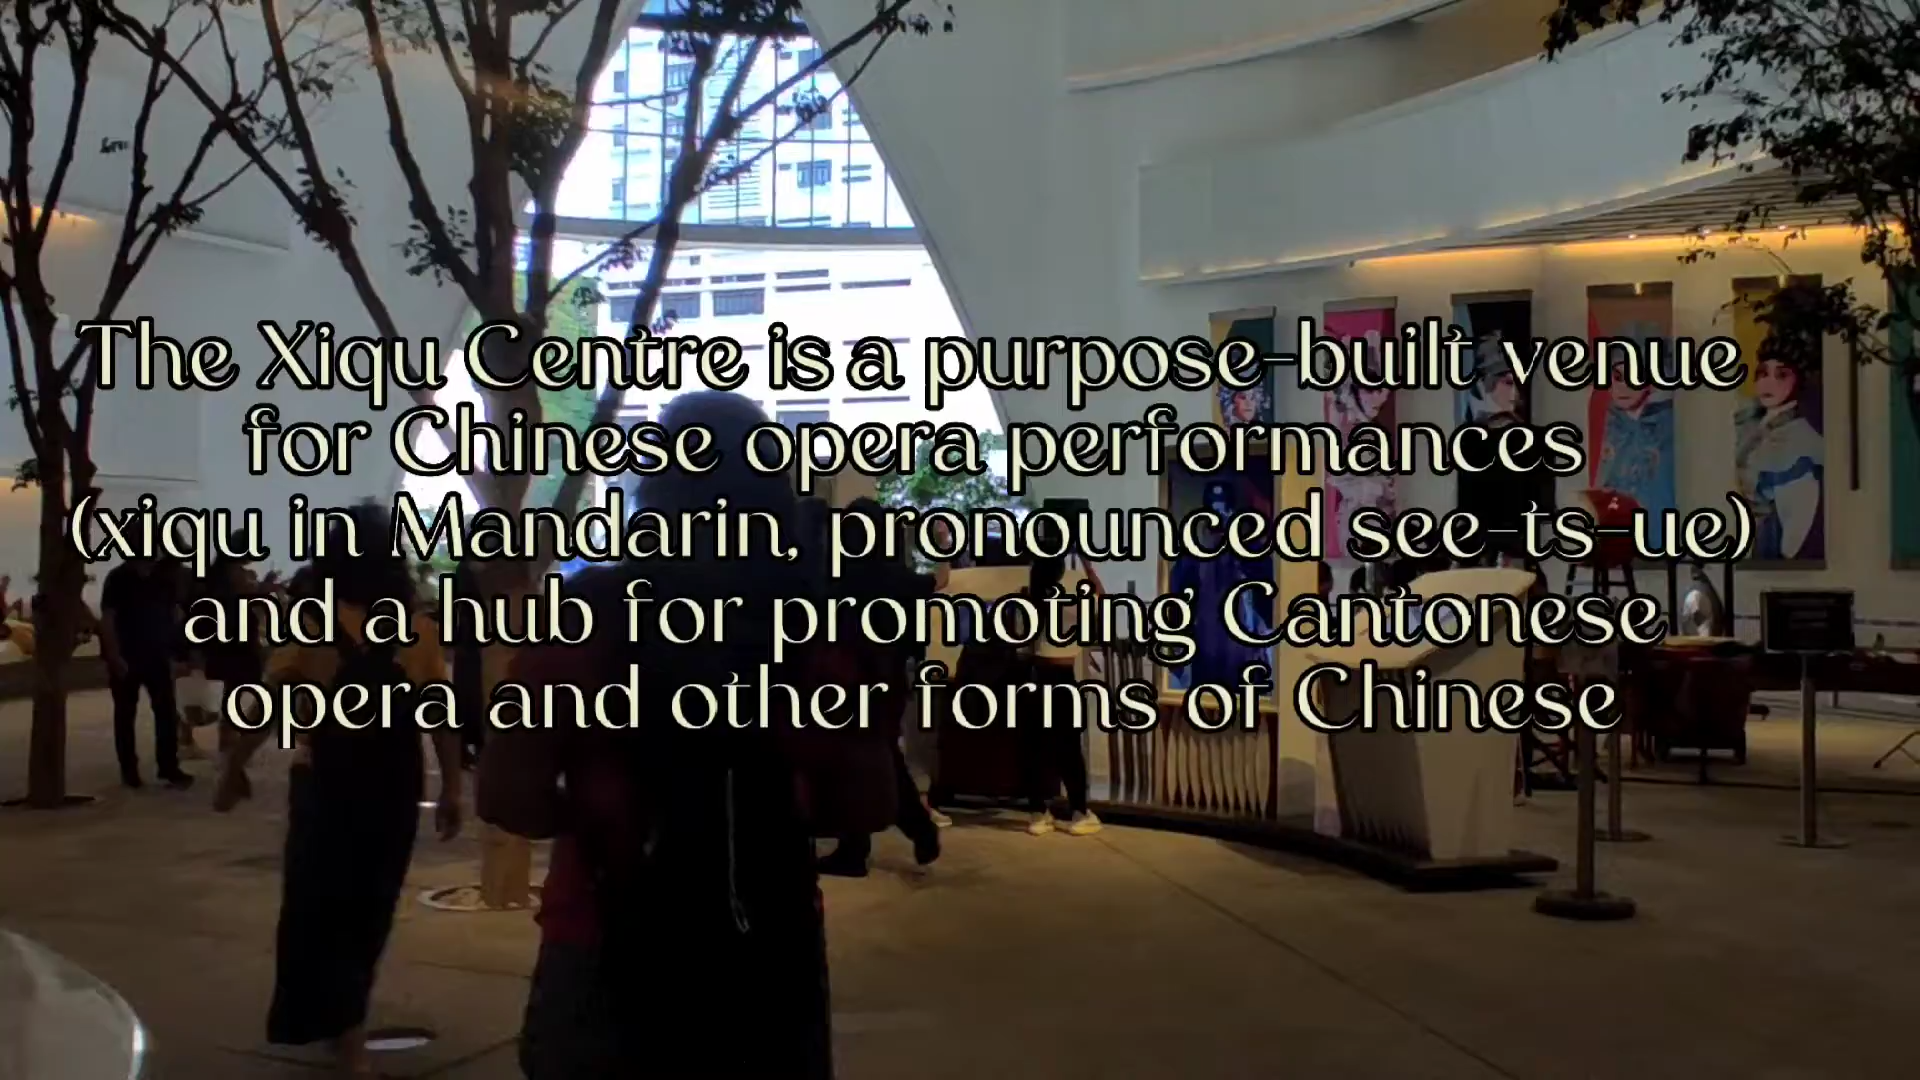 The Xiqu Centre is a purpose-built venue
for Chinese opera performances
(xiqu in Mandarin, pronounced see-ts-ue)
and a hub for promoting Cantonese
opera and other forms of Chinese